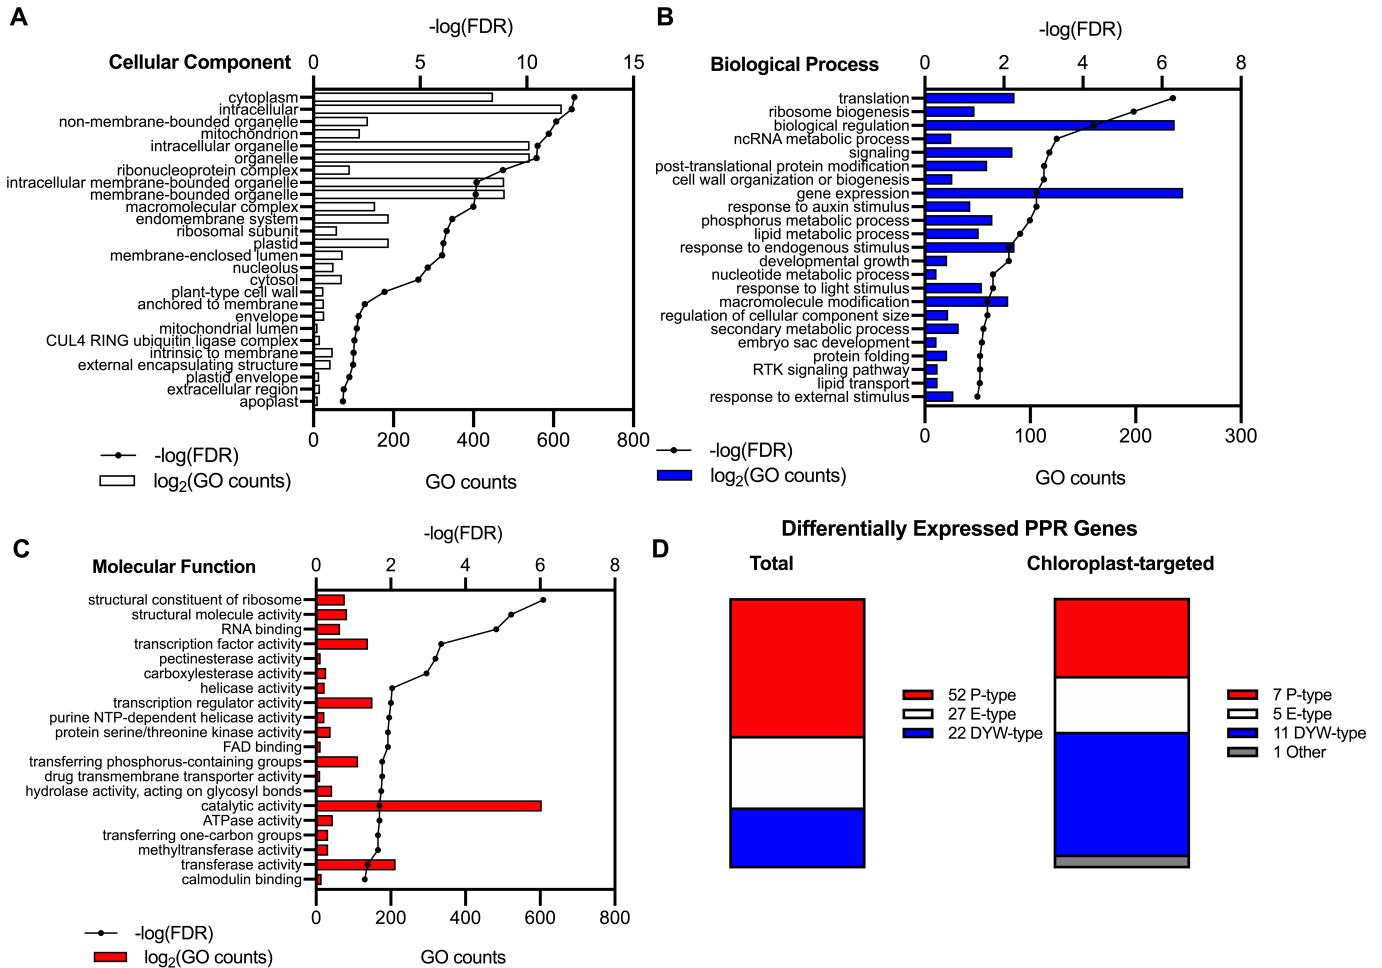 A
-log(FDR)
Cellular Component
0 5 10 15
cytoplasm
intracellular
non-membrane-bounded organelle
mitochondrion
intracellular organelle
organelle
ribonucleoprotein complex
intracellular membrane-bounded organelle
membrane-bounded organelle
macromolecular complex
endomembrane system
ribosomal subunit
plastid
membrane-enclosed lumen
nucleolus
cytosol
plant-type cell wall
anchored to membrane
envelope
mitochondrial lumen
CUL4 RING ubiquitin ligase complex
intrinsic to membrane
external encapsulating structure
plastid envelope
extracellular region
apoplast
0 200 400 600 800
-log(FDR)
log2(GO counts)
GO counts
B
-log(FDR)
Biological Process
0 2 4 6 8
translation
ribosome biogenesis
biological regulation
ncRNA metabolic process
signaling
post-translational protein modification
cell wall organization or biogenesis
gene expression
response to auxin stimulus
phosphorus metabolic process
lipid metabolic process
response to endogenous stimulus
developmental growth
nucleotide metabolic process
response to light stimulus
macromolecule modification
regulation of cellular component size
secondary metabolic process
embryo sac development
protein folding
RTK signaling pathway
lipid transport
response to external stimulus
0 100 200 300
-log(FDR)
log2(GO counts)
GO counts
C
-log(FDR)
Molecular Function
0 2 4 6 8
structural constituent of ribosome
structural molecule activity
RNA binding
transcription factor activity
pectinesterase activity
carboxylesterase activity
helicase activity
transcription regulator activity
purine NTP-dependent helicase activity
protein serine/threonine kinase activity
FAD binding
transferring phosphorus-containing groups
drug transmembrane transporter activity
hydrolase activity, acting on glycosyl bonds
catalytic activity
ATPase activity
transferring one-carbon groups
methyltransferase activity
transferase activity
calmodulin binding
0 200 400 600 800
-log(FDR)
log2(GO counts)
GO counts
D
Differentially Expressed PPR Genes
Total
52 P-type
27 E-type
22 DYW-type
Chloroplast-targeted
7 P-type
5 E-type
11 DYW-type
1 Other